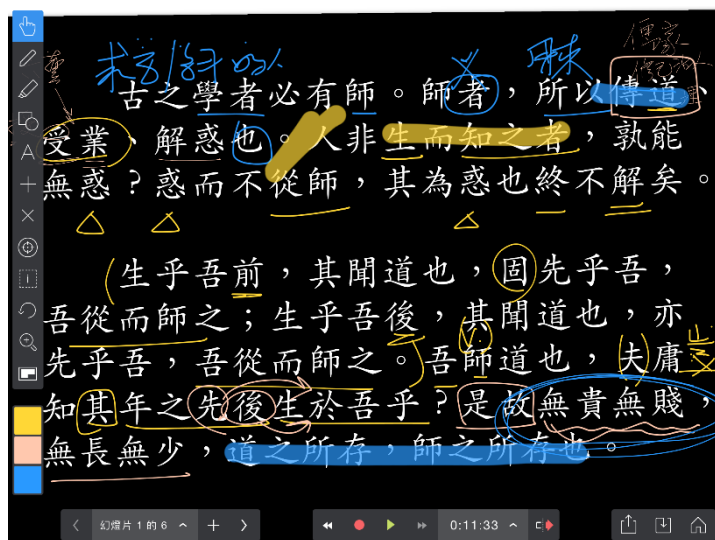 求学/学习的人
古之學者必有師。師者，所以傳道、
受業、解惑也。人非生而知之者，孰能
無惑？惑而不從師，其為惑也終不解矣。
（生乎吾前，其聞道也，固先乎吾，
吾從而師之；生乎吾後，其聞道也，亦
先乎吾，吾從而師之。吾師道也，夫庸
知其年之先後生於吾乎？是故無貴無賤，
無長無少，道之所存，師之所存也。
A
幻燈片 1 的 6
0:11:33